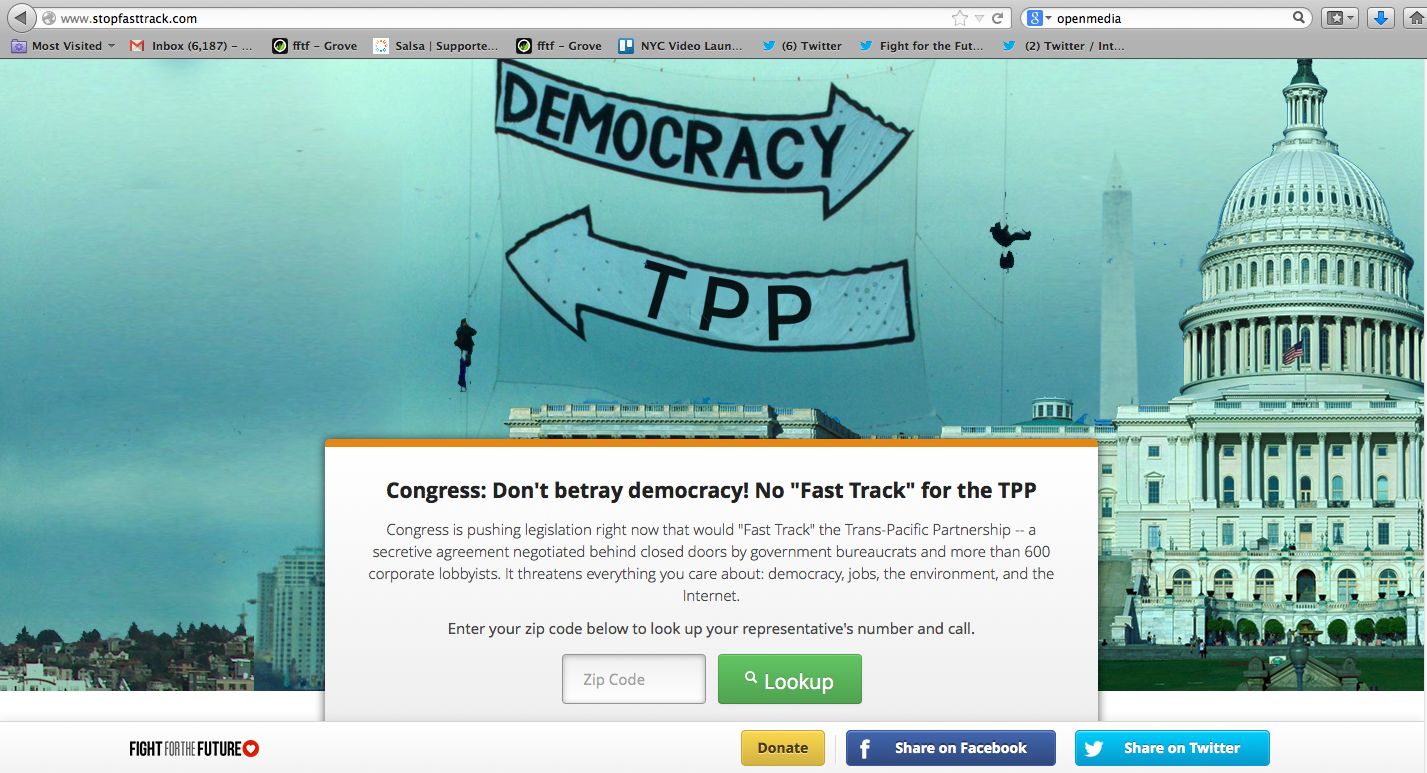 www.stopfasttrack.com
openmedia
Most Visited
Inbox (6,187) – ...
fftf – Grove
Salsa | Supporte...
fftf – Grove
NYC Video Laun...
(6) Twitter
Fight for the Fut...
(2) Twitter / Int...
DEMOCRACY
TPP
Congress: Don't betray democracy! No "Fast Track" for the TPP
Congress is pushing legislation right now that would "Fast Track" the Trans-Pacific Partnership -- a
secretive agreement negotiated behind closed doors by government bureaucrats and more than 600
corporate lobbyists. It threatens everything you care about: democracy, jobs, the environment, and the
Internet.
Enter your zip code below to look up your representative's number and call.
Zip Code
Lookup
FIGHT FOR THE FUTURE
Donate
Share on Facebook
Share on Twitter